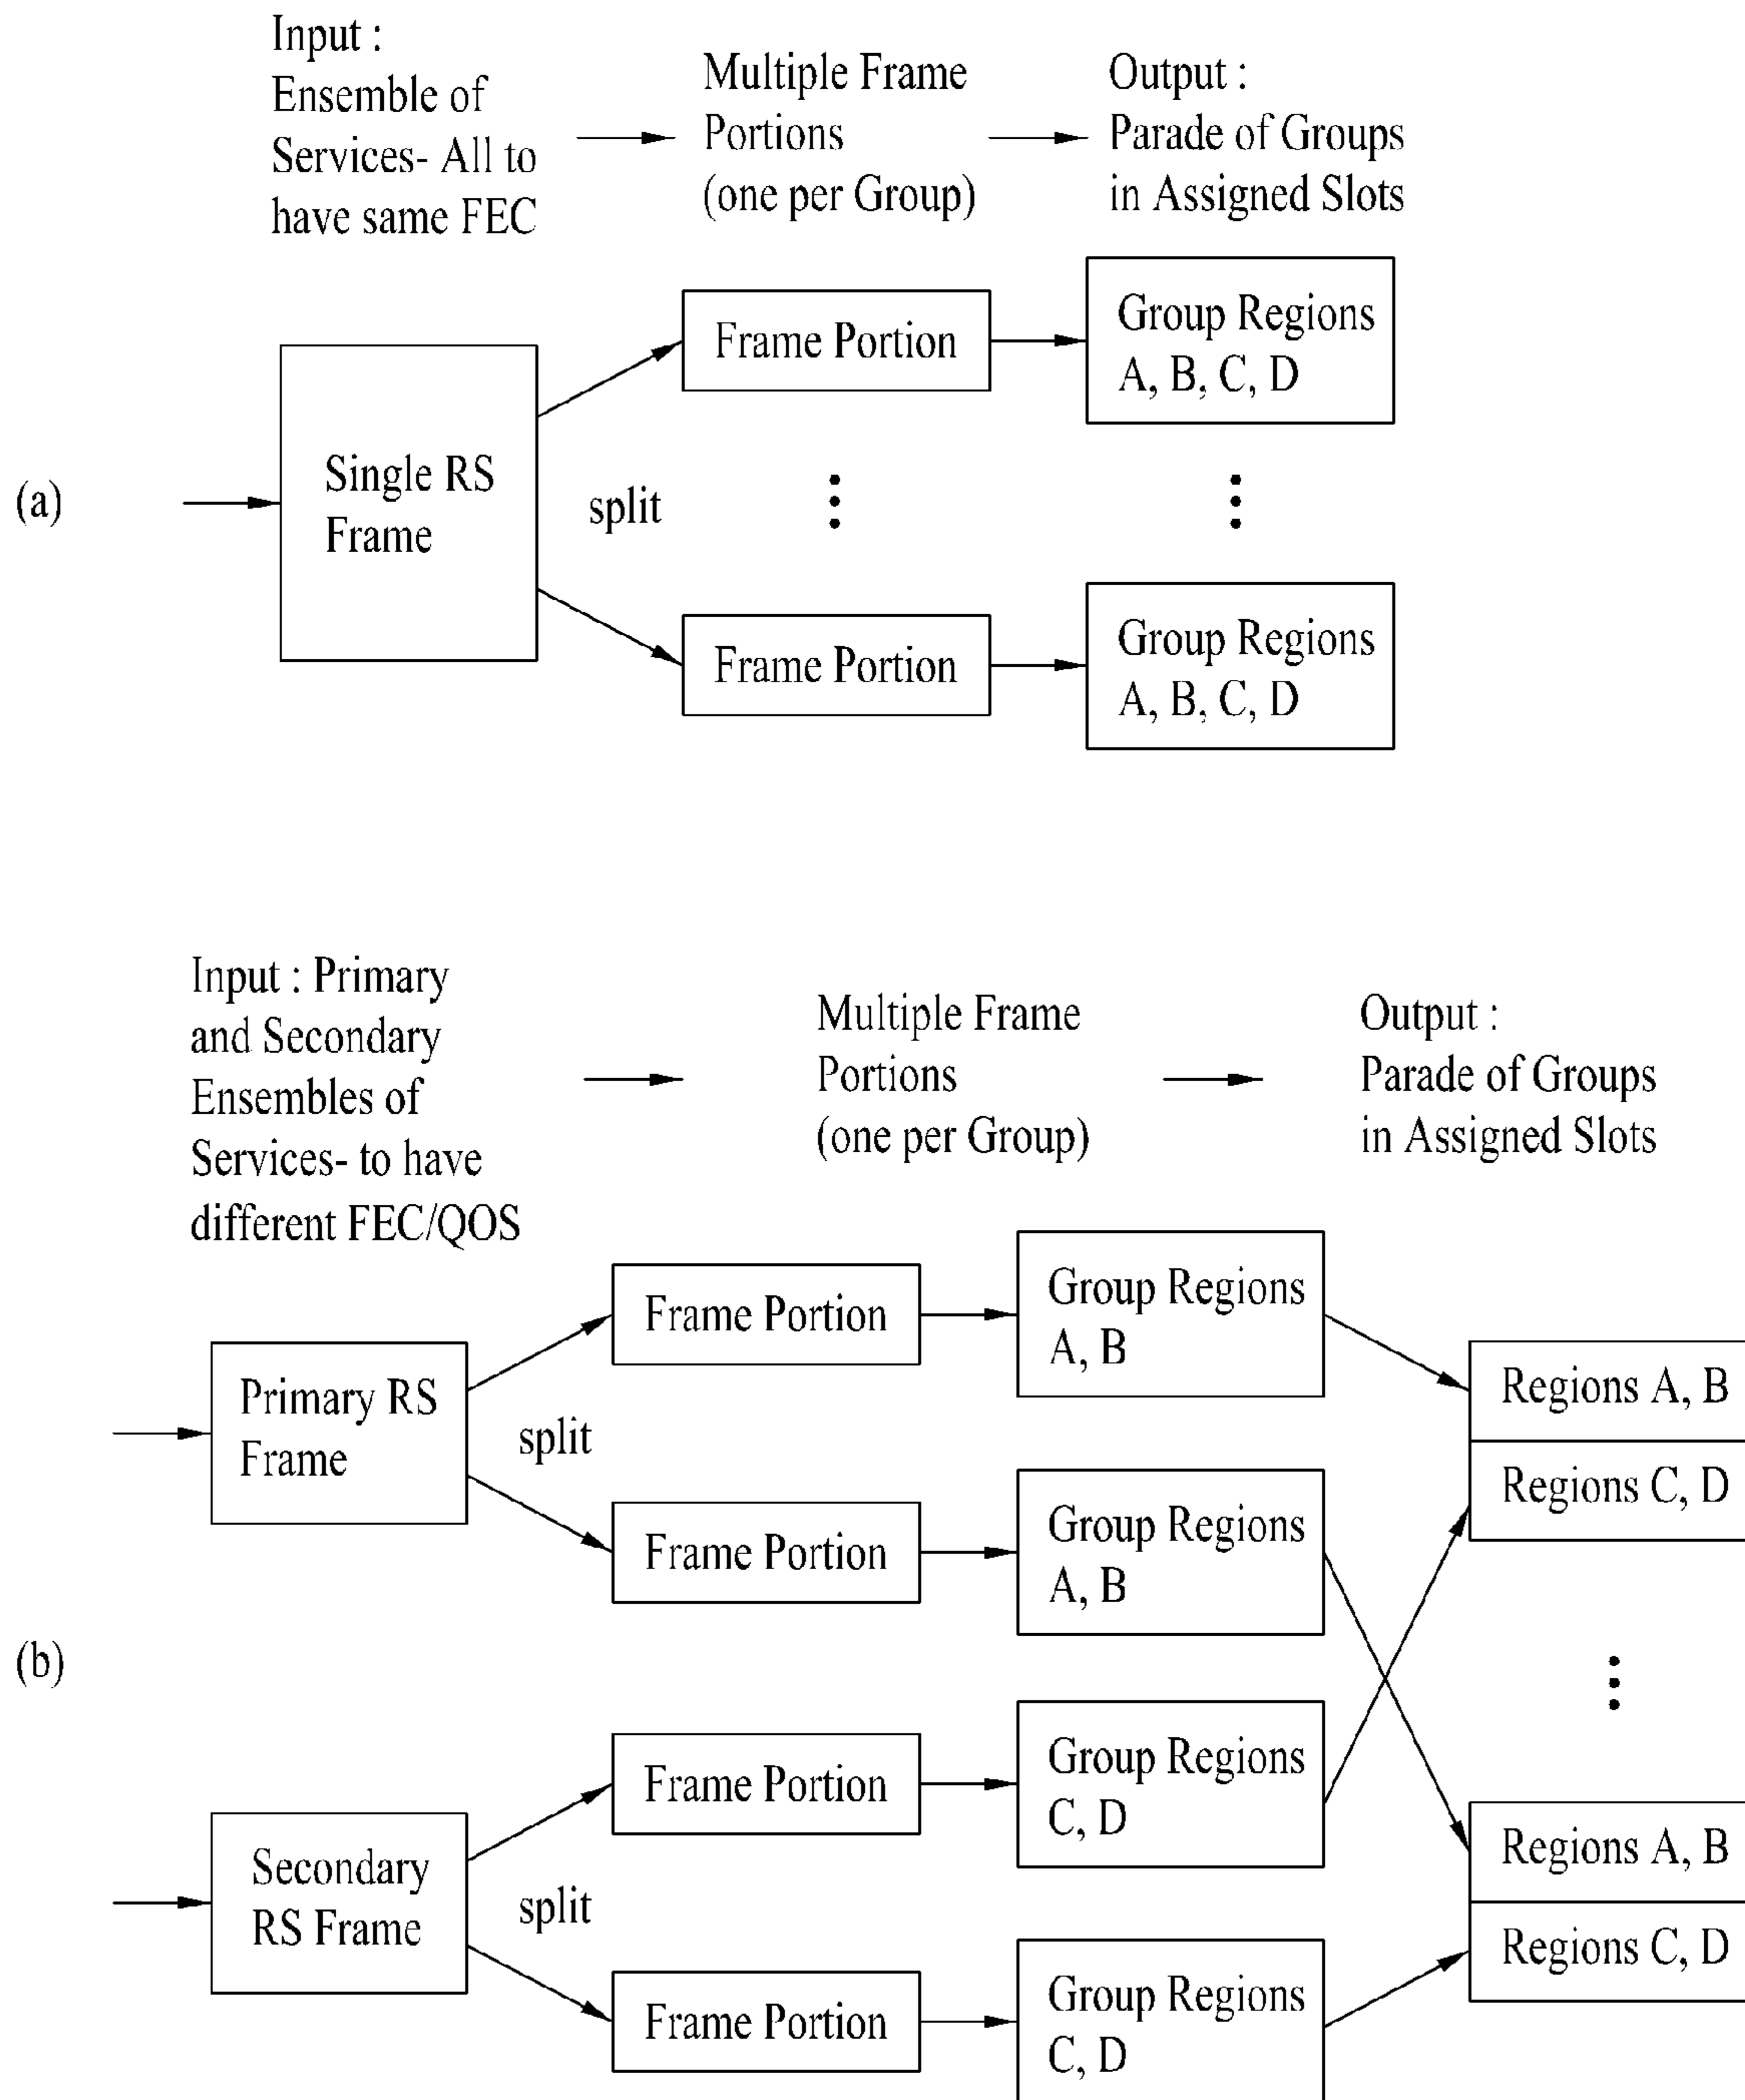 Input :
Ensemble of
Services- All to
have same FEC
Multiple Frame
Portions
(one per Group)
Output :
Parade of Groups
in Assigned Slots
(a)
Single RS
Frame
split
Frame Portion
Group Regions
A, B, C, D
Frame Portion
Group Regions
A, B, C, D
Input : Primary
and Secondary
Ensembles of
Services- to have
different FEC/QOS
Multiple Frame
Portions
(one per Group)
Output :
Parade of Groups
in Assigned Slots
(b)
Primary RS
Frame
split
Frame Portion
Group Regions
A, B
Frame Portion
Group Regions
A, B
Regions A, B
Regions C, D
Secondary
RS Frame
split
Frame Portion
Group Regions
C, D
Frame Portion
Group Regions
C, D
Regions A, B
Regions C, D